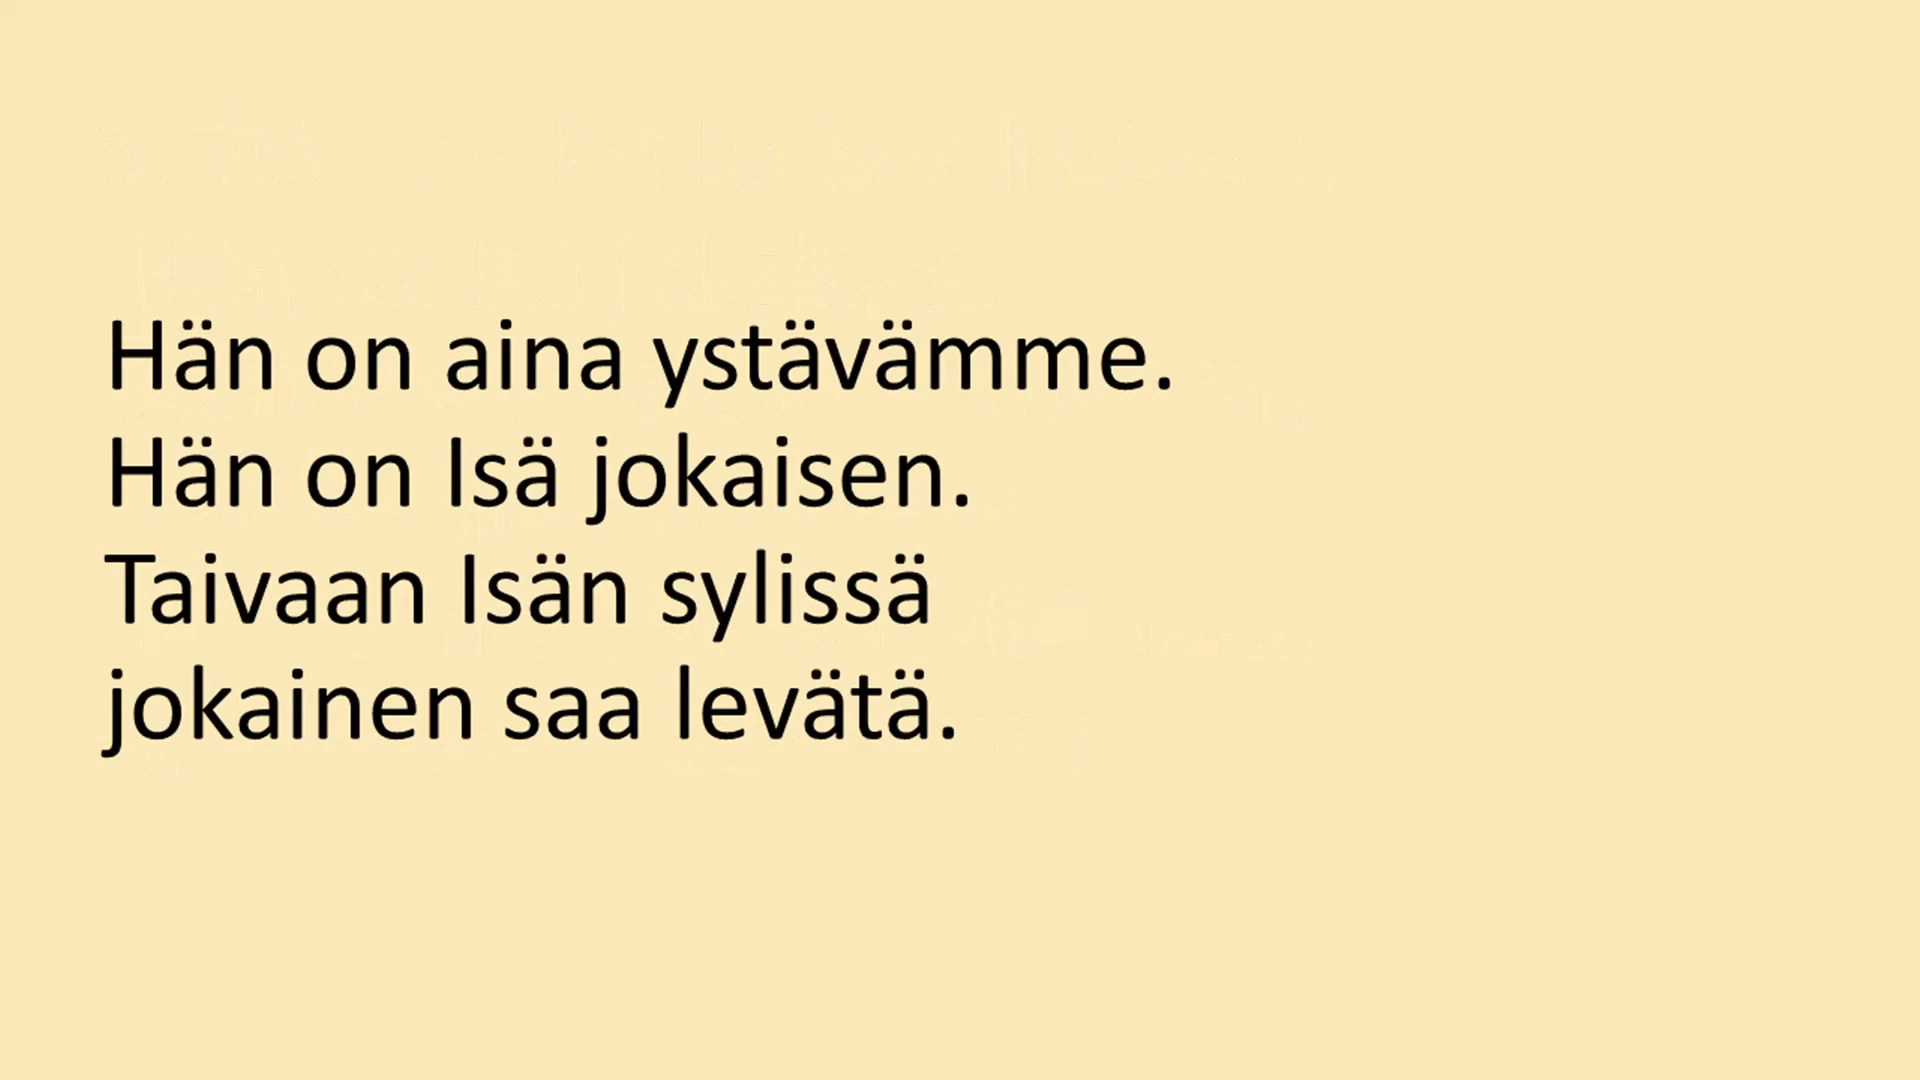 Hän on aina ystävämme.
Hän on Isä jokaisen.
Taivaan Isän sylissä
jokainen saa levätä.